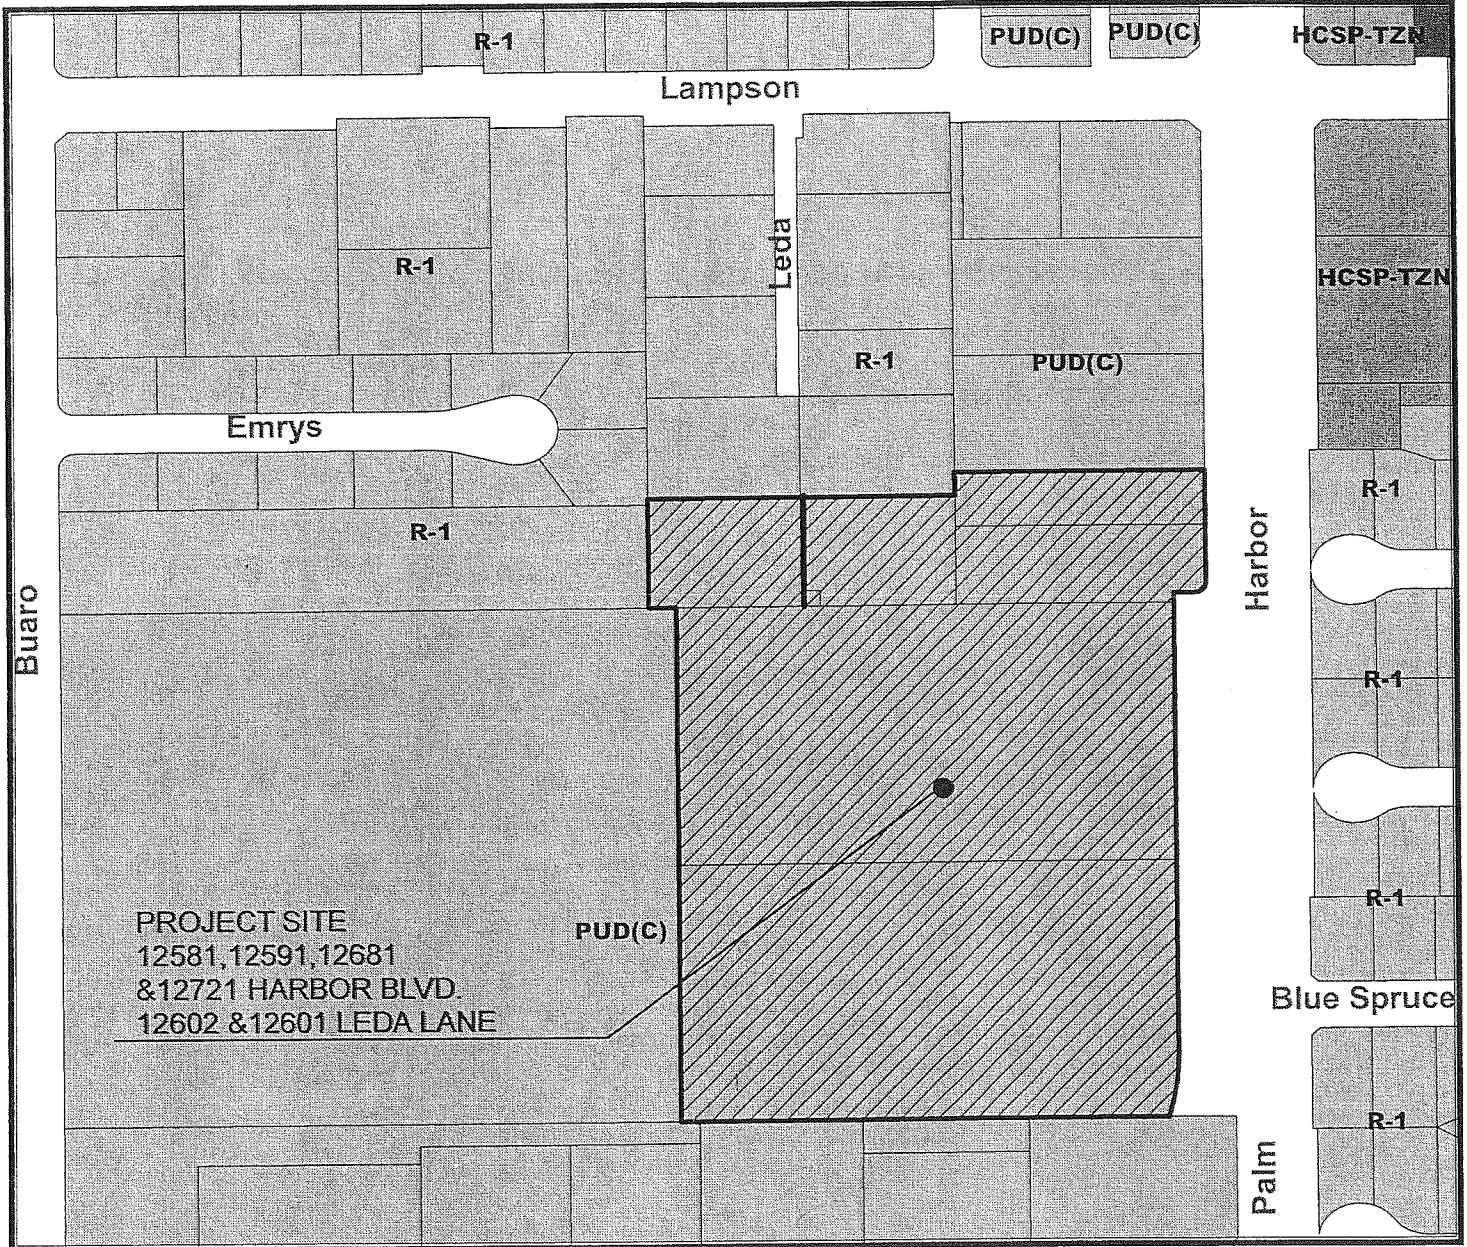 R-1
PUD(C)
PUD(C)
HCSP-TZN
Lampson
Leda
R-1
HCSP-TZN
R-1
PUD(C)
Emrys
R-1
R-1
Harbor
Buaro
R-1
PROJECT SITE
12581,12591,12681
&12721 HARBOR BLVD.
12602 &12601 LEDA LANE
PUD(C)
R-1
Blue Spruce
R-1
Palm